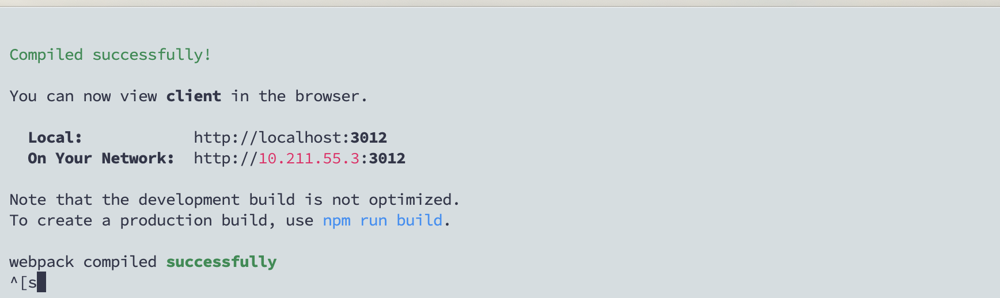 Compiled successfully!
You can now view client in the browser.
Local: http://localhost:3012
On Your Network: http://10.211.55.3:3012
Note that the development build is not optimized.
To create a production build, use npm run build.
webpack compiled successfully
^[s